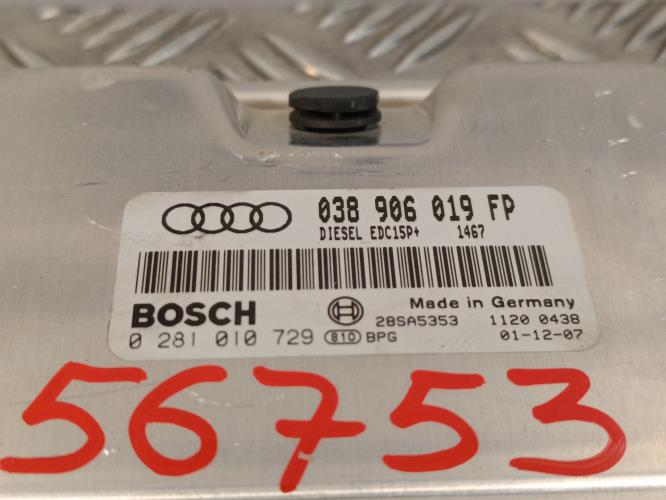 038 906 019 FP
DIESEL EDC15P+ 1467
BOSCH
Made in Germany
28SA5353 1120 0438
0 281 010 729 810 BPG 01-12-07
56753